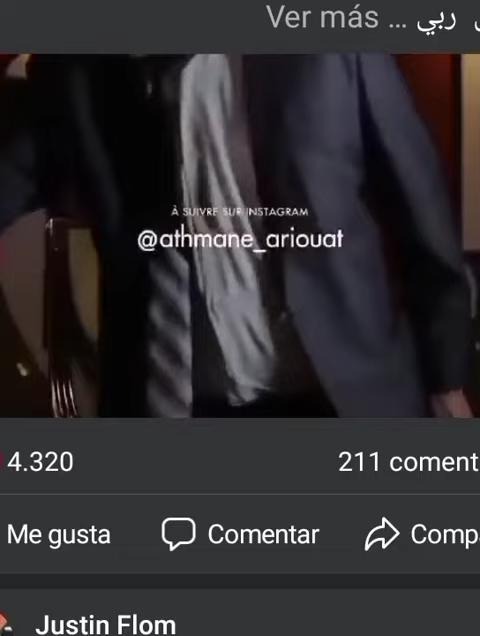 Ver más ... ربي
À SUIVRE SUR INSTAGRAM
@athmane_ariouat
4.320
211 coment
Me gusta
Comentar
Comp
Justin Flom